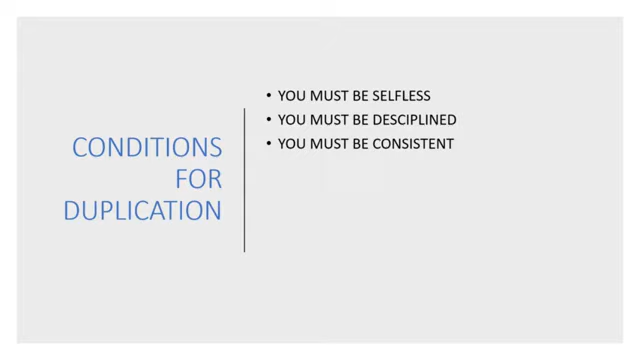 CONDITIONS
FOR
DUPLICATION
• YOU MUST BE SELFLESS
• YOU MUST BE DESCIPLINED
• YOU MUST BE CONSISTENT